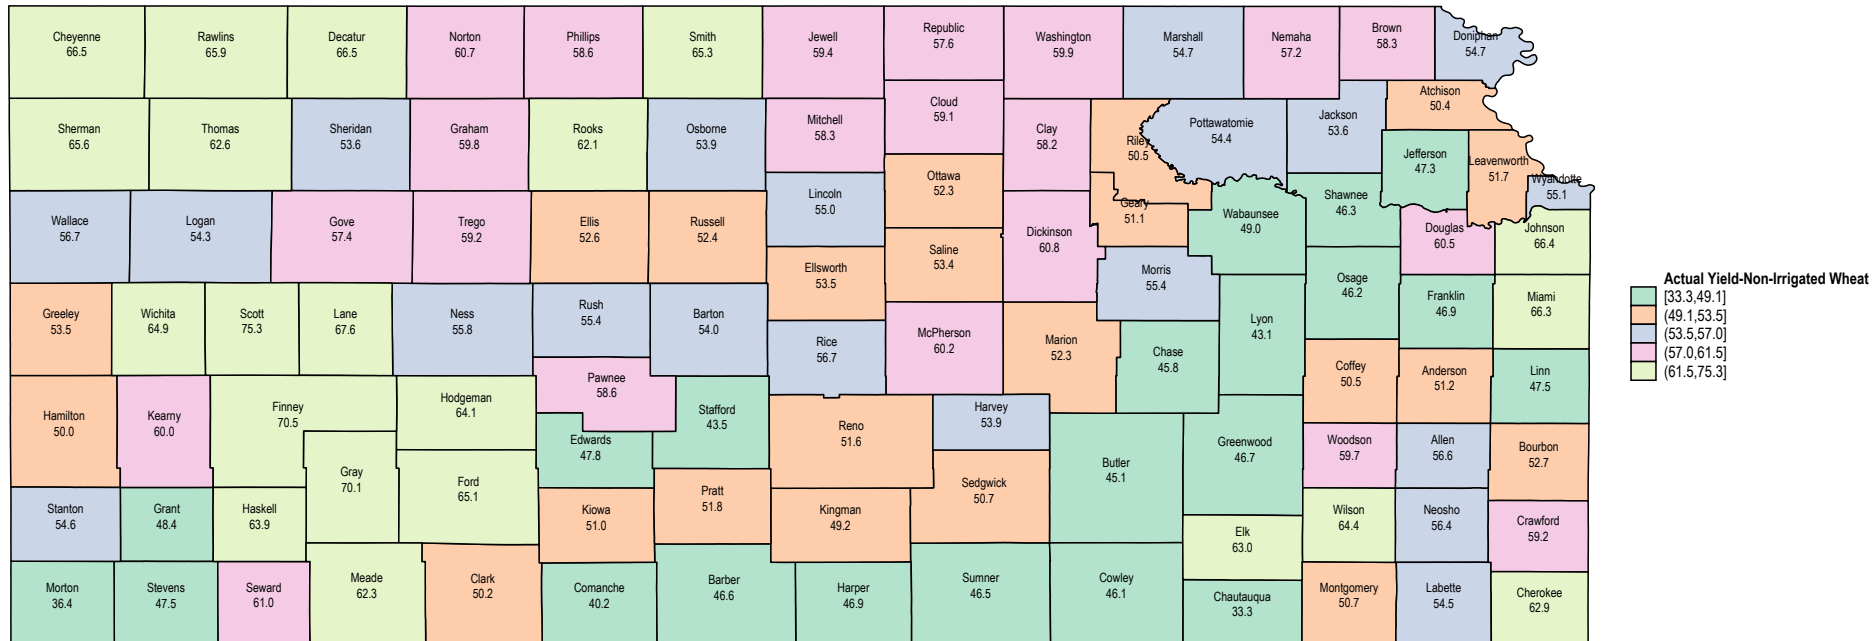 Cheyenne
66.5
Rawlins
65.9
Decatur
66.5
Norton
60.7
Phillips
58.6
Smith
65.3
Jewell
59.4
Republic
57.6
Washington
59.9
Marshall
54.7
Nemaha
57.2
Brown
58.3
Doniphan
54.7
Sherman
65.6
Thomas
62.6
Sheridan
53.6
Graham
59.8
Rooks
62.1
Osborne
53.9
Mitchell
58.3
Cloud
59.1
Clay
58.2
Riley
50.5
Pottawatomie
54.4
Jackson
53.6
Atchison
50.4
Jefferson
47.3
Leavenworth
51.7
Wyandotte
55.1
Wallace
56.7
Logan
54.3
Gove
57.4
Trego
59.2
Ellis
52.6
Russell
52.4
Lincoln
55.0
Ottawa
52.3
Dickinson
60.8
Geary
51.1
Wabaunsee
49.0
Shawnee
46.3
Douglas
60.5
Johnson
66.4
Ellsworth
53.5
Saline
53.4
Morris
55.4
Osage
46.2
Franklin
46.9
Miami
66.3
Greeley
53.5
Wichita
64.9
Scott
75.3
Lane
67.6
Ness
55.8
Rush
55.4
Barton
54.0
Rice
56.7
McPherson
60.2
Marion
52.3
Chase
45.8
Lyon
43.1
Coffey
50.5
Anderson
51.2
Linn
47.5
Hamilton
50.0
Kearny
60.0
Finney
70.5
Hodgeman
64.1
Pawnee
58.6
Stafford
43.5
Edwards
47.8
Reno
51.6
Harvey
53.9
Butler
45.1
Greenwood
46.7
Woodson
59.7
Allen
56.6
Bourbon
52.7
Gray
70.1
Ford
65.1
Stanton
54.6
Grant
48.4
Haskell
63.9
Kiowa
51.0
Pratt
51.8
Kingman
49.2
Sedgwick
50.7
Elk
63.0
Wilson
64.4
Neosho
56.4
Crawford
59.2
Morton
36.4
Stevens
47.5
Seward
61.0
Meade
62.3
Clark
50.2
Comanche
40.2
Barber
46.6
Harper
46.9
Sumner
46.5
Cowley
46.1
Chautauqua
33.3
Montgomery
50.7
Labette
54.5
Cherokee
62.9
Actual Yield-Non-Irrigated Wheat
[33.3,49.1]
(49.1,53.5]
(53.5,57.0]
(57.0,61.5]
(61.5,75.3]